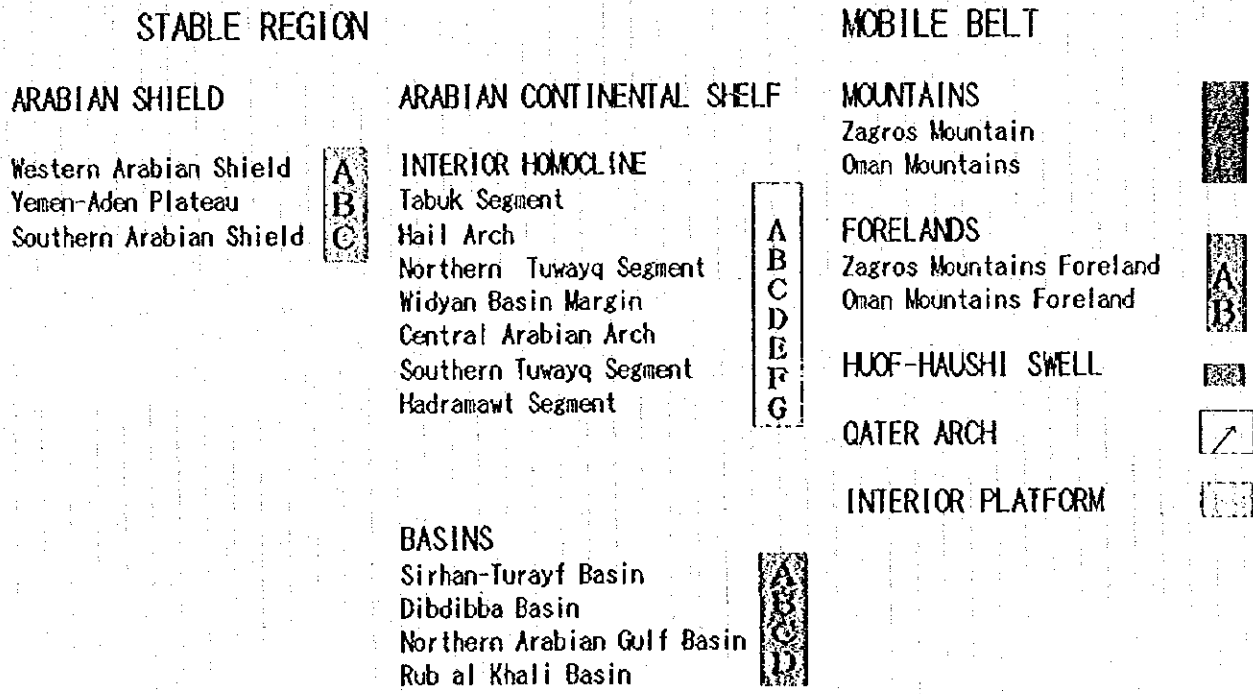 STABLE REGION
ARABIAN SHIELD
Western Arabian Shield A
Yemen-Aden Plateau B
Southern Arabian Shield C
ARABIAN CONTINENTAL SHELF
INTERIOR HOMOCLINE
Tabuk Segment A
Hail Arch B
Northern Tuwayq Segment C
Widyan Basin Margin D
Central Arabian Arch E
Southern Tuwayq Segment F
Hadramawt Segment G
BASINS
Sirhan-Turayf Basin A
Dibdibba Basin B
Northern Arabian Gulf Basin C
Rub al Khali Basin D
MOBILE BELT
MOUNTAINS
Zagros Mountain
Oman Mountains
FORELANDS
Zagros Mountains Foreland A
Oman Mountains Foreland B
HUOF-HAUSHI SWELL
QATER ARCH
INTERIOR PLATFORM